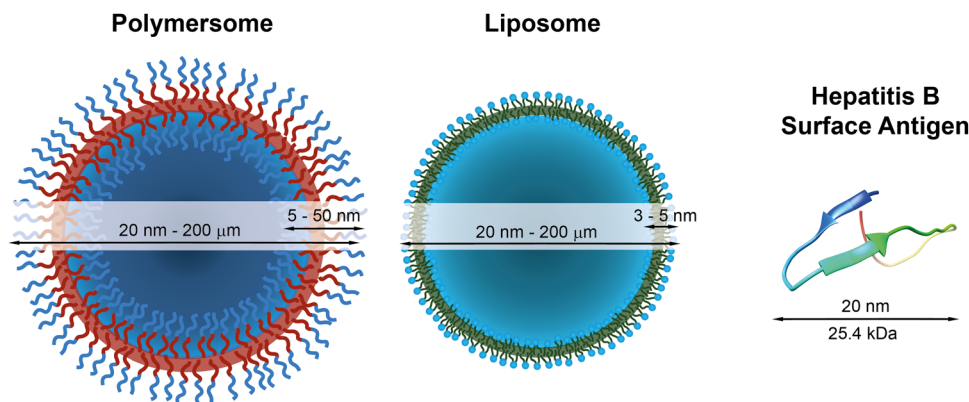 Polymersome
5 - 50 nm
20 nm - 200 μm
Liposome
3 - 5 nm
20 nm - 200 μm
Hepatitis B
Surface Antigen
20 nm
25.4 kDa